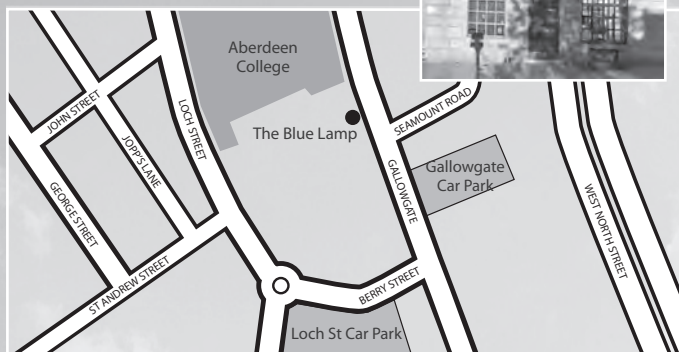 Aberdeen
College
JOHN STREET
LOCH STREET
The Blue Lamp
SEAMOUNT ROAD
JOPP'S LANE
Gallowgate
Car Park
GALLOWGATE
GEORGE STREET
WEST NORTH STREET
ST ANDREW STREET
BERRY STREET
Loch St Car Park